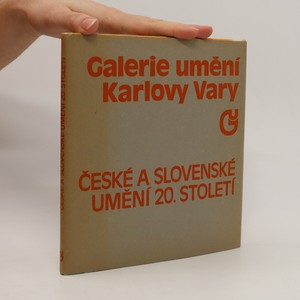 Galerie umění
Karlovy Vary
ČESKÉ A SLOVENSKÉ
UMĚNÍ 20. STOLETÍ